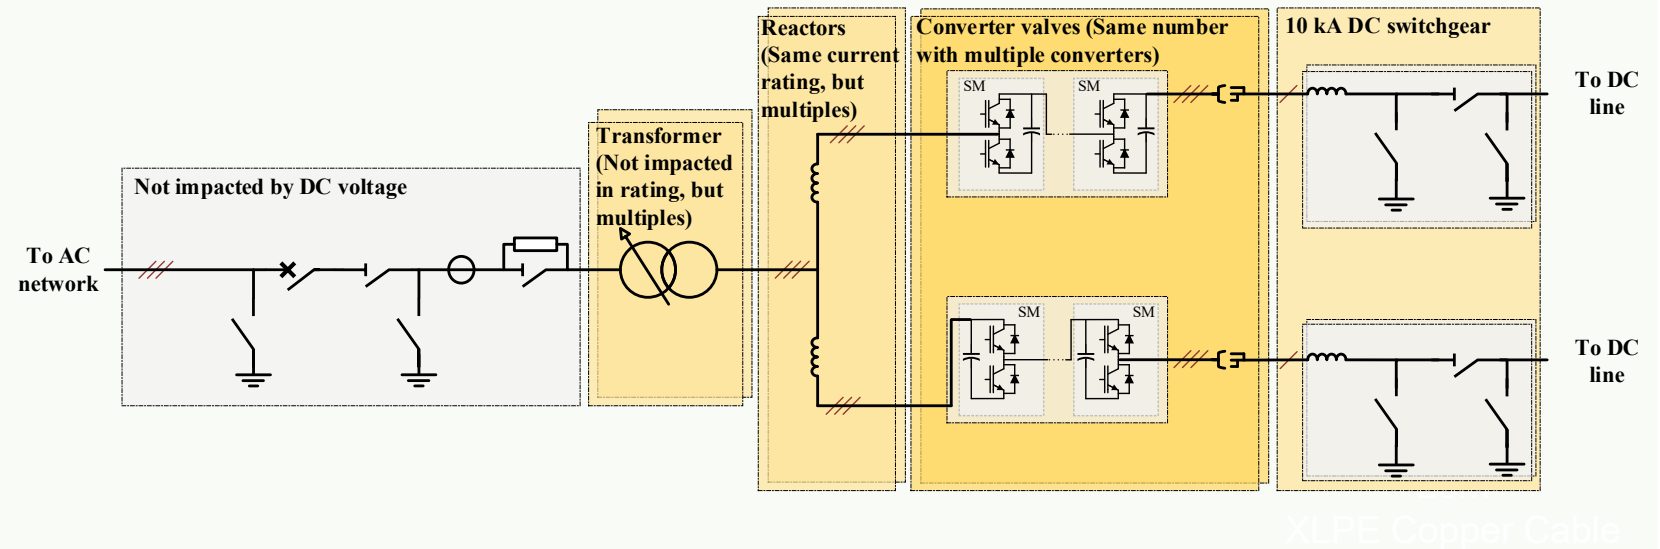 Reactors
(Same current
rating, but
multiples)
Converter valves (Same number
with multiple converters)
10 kA DC switchgear
To DC
line
SM
SM
Transformer
(Not impacted
in rating, but
multiples)
Not impacted by DC voltage
To AC
network
SM
SM
To DC
line
XLPE Copper Cable